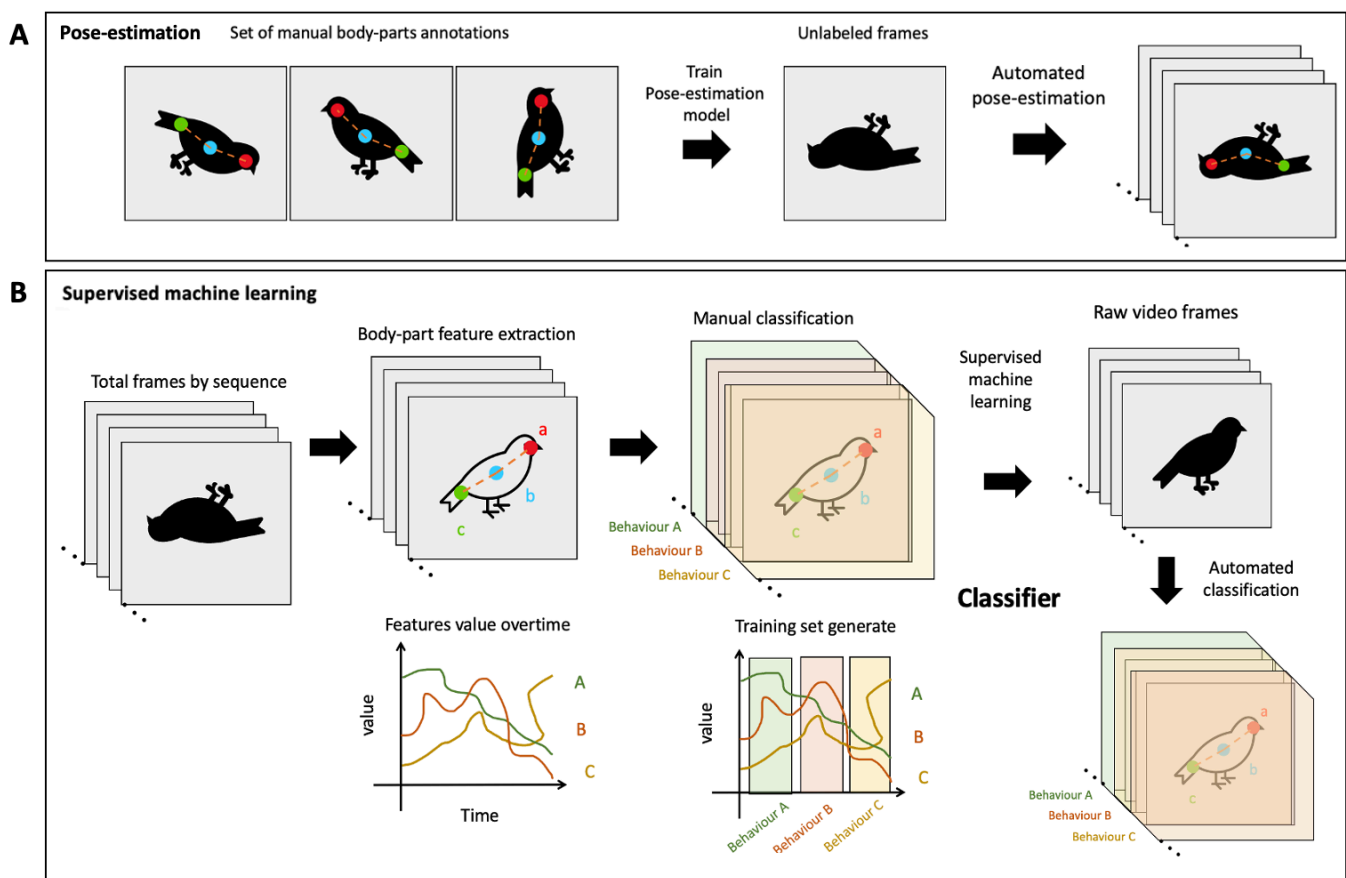 A
Pose-estimation
Set of manual body-parts annotations
Unlabeled frames
Train
Pose-estimation
model
Automated
pose-estimation
B
Supervised machine learning
Total frames by sequence
Body-part feature extraction
a
b
c
Manual classification
a
b
c
Behaviour A
Behaviour B
Behaviour C
Supervised
machine
learning
Raw video frames
Automated
classification
Classifier
Features value overtime
value
A
B
C
Time
Training set generate
value
A
B
C
Behaviour A
Behaviour B
Behaviour C
a
b
c
Behaviour A
Behaviour B
Behaviour C